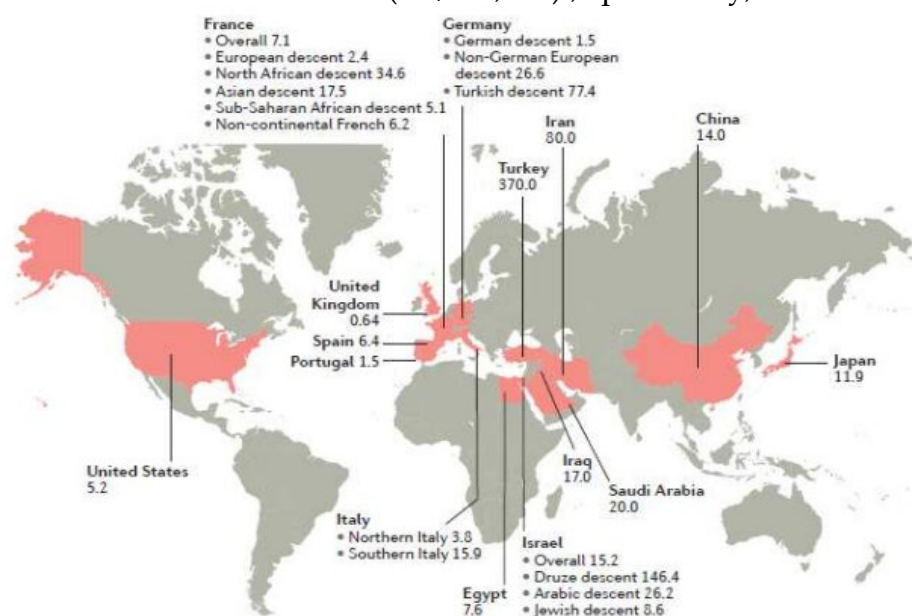 France
• Overall 7.1
• European descent 2.4
• North African descent 34.6
• Asian descent 17.5
• Sub-Saharan African descent 5.1
• Non-continental French 6.2
Germany
• German descent 1.5
• Non-German European
descent 26.6
• Turkish descent 77.4
Iran
80.0
China
14.0
Turkey
370.0
United
Kingdom
0.64
Spain 6.4
Portugal 1.5
Japan
11.9
United States
5.2
Iraq
17.0
Saudi Arabia
20.0
Italy
• Northern Italy 3.8
• Southern Italy 15.9
Egypt
7.6
Israel
• Overall 15.2
• Druze descent 146.4
• Arabic descent 26.2
• Jewish descent 8.6